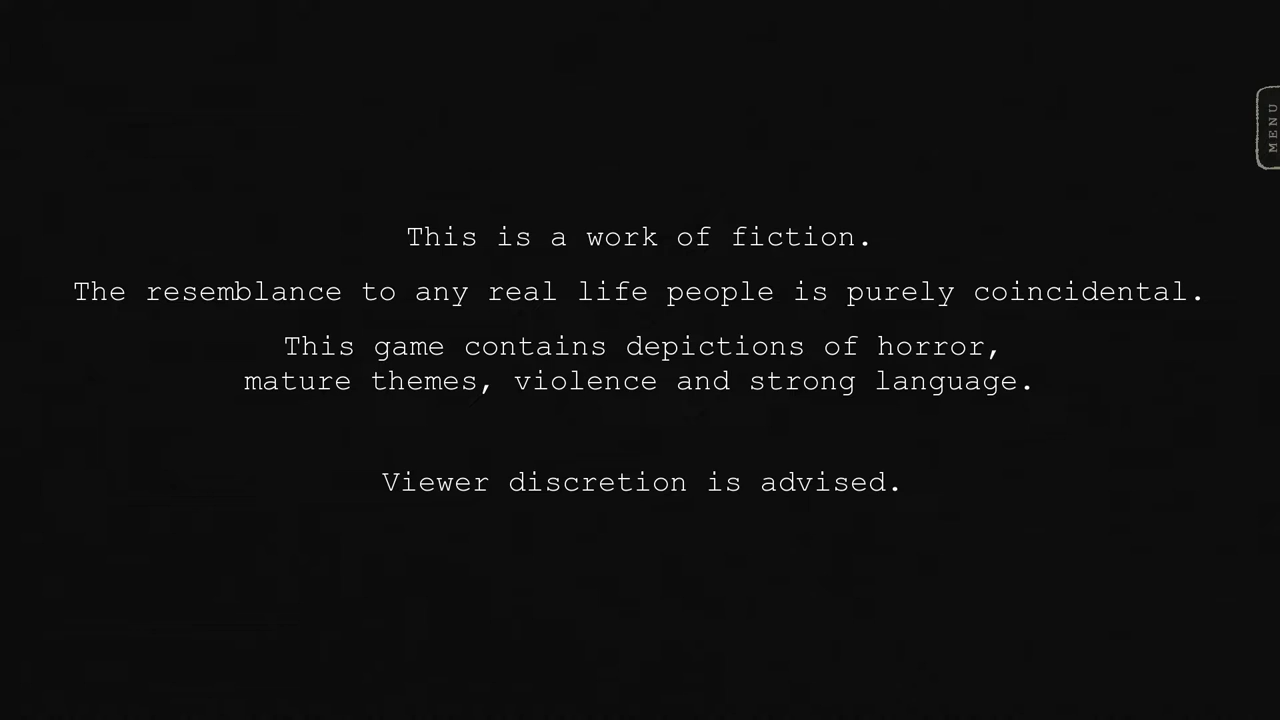 MENU
This is a work of fiction.
The resemblance to any real life people is purely coincidental.
This game contains depictions of horror,
mature themes, violence and strong language.
Viewer discretion is advised.